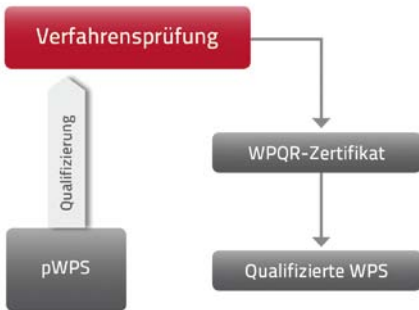 Verfahrensprüfung
Qualifizierung
WPQR-Zertifikat
pWPS
Qualifizierte WPS